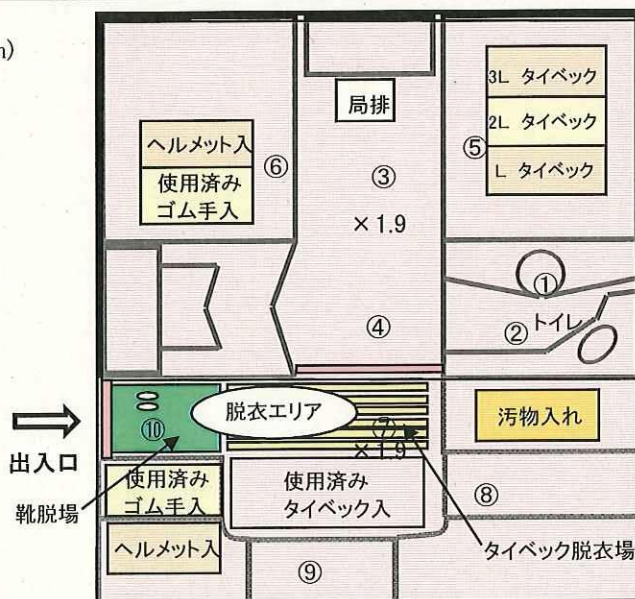 n)
局排
3L タイベック
2L タイベック
L タイベック
⑤
ヘルメット入
使用済み
ゴム手入
⑥
③
×1.9
①
② トイレ
④
脱衣エリア
⑩
⑦
×1.9
汚物入れ
出入口
靴脱場
使用済み
ゴム手入
ヘルメット入
使用済み
タイベック入
⑧
タイベック脱衣場
⑨